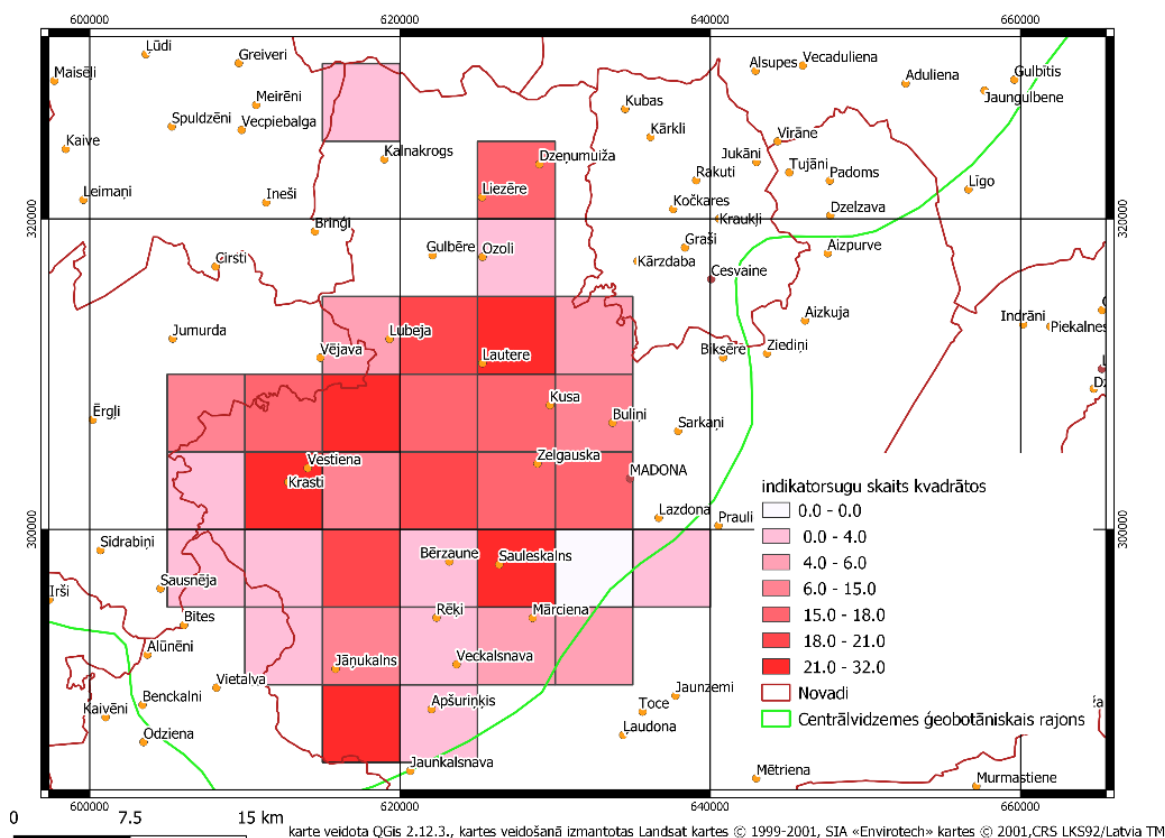 600000 620000 640000 660000
Lūdi
Greiveri
Maisēļi
Alsupes
Vecaduliena
Aduliena
Gulbītis
Jaungulbene
Meirēni
Spuldzēni
Vecpiebalga
Kubas
Kārkli
Virāne
Kaive
Kalnakrogs
Dzeņumuiža
Jukāni
Tujāni
Padoms
Rakuti
Leimaņi
Ineši
Liezēre
Līgo
Kočkares
Kraukļi
Dzelzava
320000
320000
Briņģi
Gulbēre
Ozoli
Graši
Kārzdaba
Aizpurve
Cirsti
Cesvaine
Jumurda
Lubeja
Aizkuja
Indrāni
Piekalnes
Vējava
Lautere
Biksēre
Ziediņi
Ērgļi
Kusa
Buliņi
Sarkaņi
Vestiena
Krasti
Zelgauska
MADONA
Lazdona
Prauli
300000
300000
Sidrabiņi
Bērzaune
Sauleskalns
Sausnēja
Irši
Bites
Rēķi
Mārciena
Alūnēni
Jāņukalns
Veckalsnava
Vietalva
Benckalni
Kaivēni
Apšuriņķis
Jaunzemi
Toce
Odziena
Ļaudona
Jaunkalsnava
Mētriena
Murmastiene
indikatorsugu skaits kvadrātos
0.0 - 0.0
0.0 - 4.0
4.0 - 6.0
6.0 - 15.0
15.0 - 18.0
18.0 - 21.0
21.0 - 32.0
Novadi
Centrālvidzemes ģeobotāniskais rajons
600000 620000 640000 660000
0 7.5 15 km
karte veidota QGis 2.12.3., kartes veidošanā izmantotas Landsat kartes © 1999-2001, SIA «Envirotech» kartes © 2001,CRS LKS92/Latvia TM